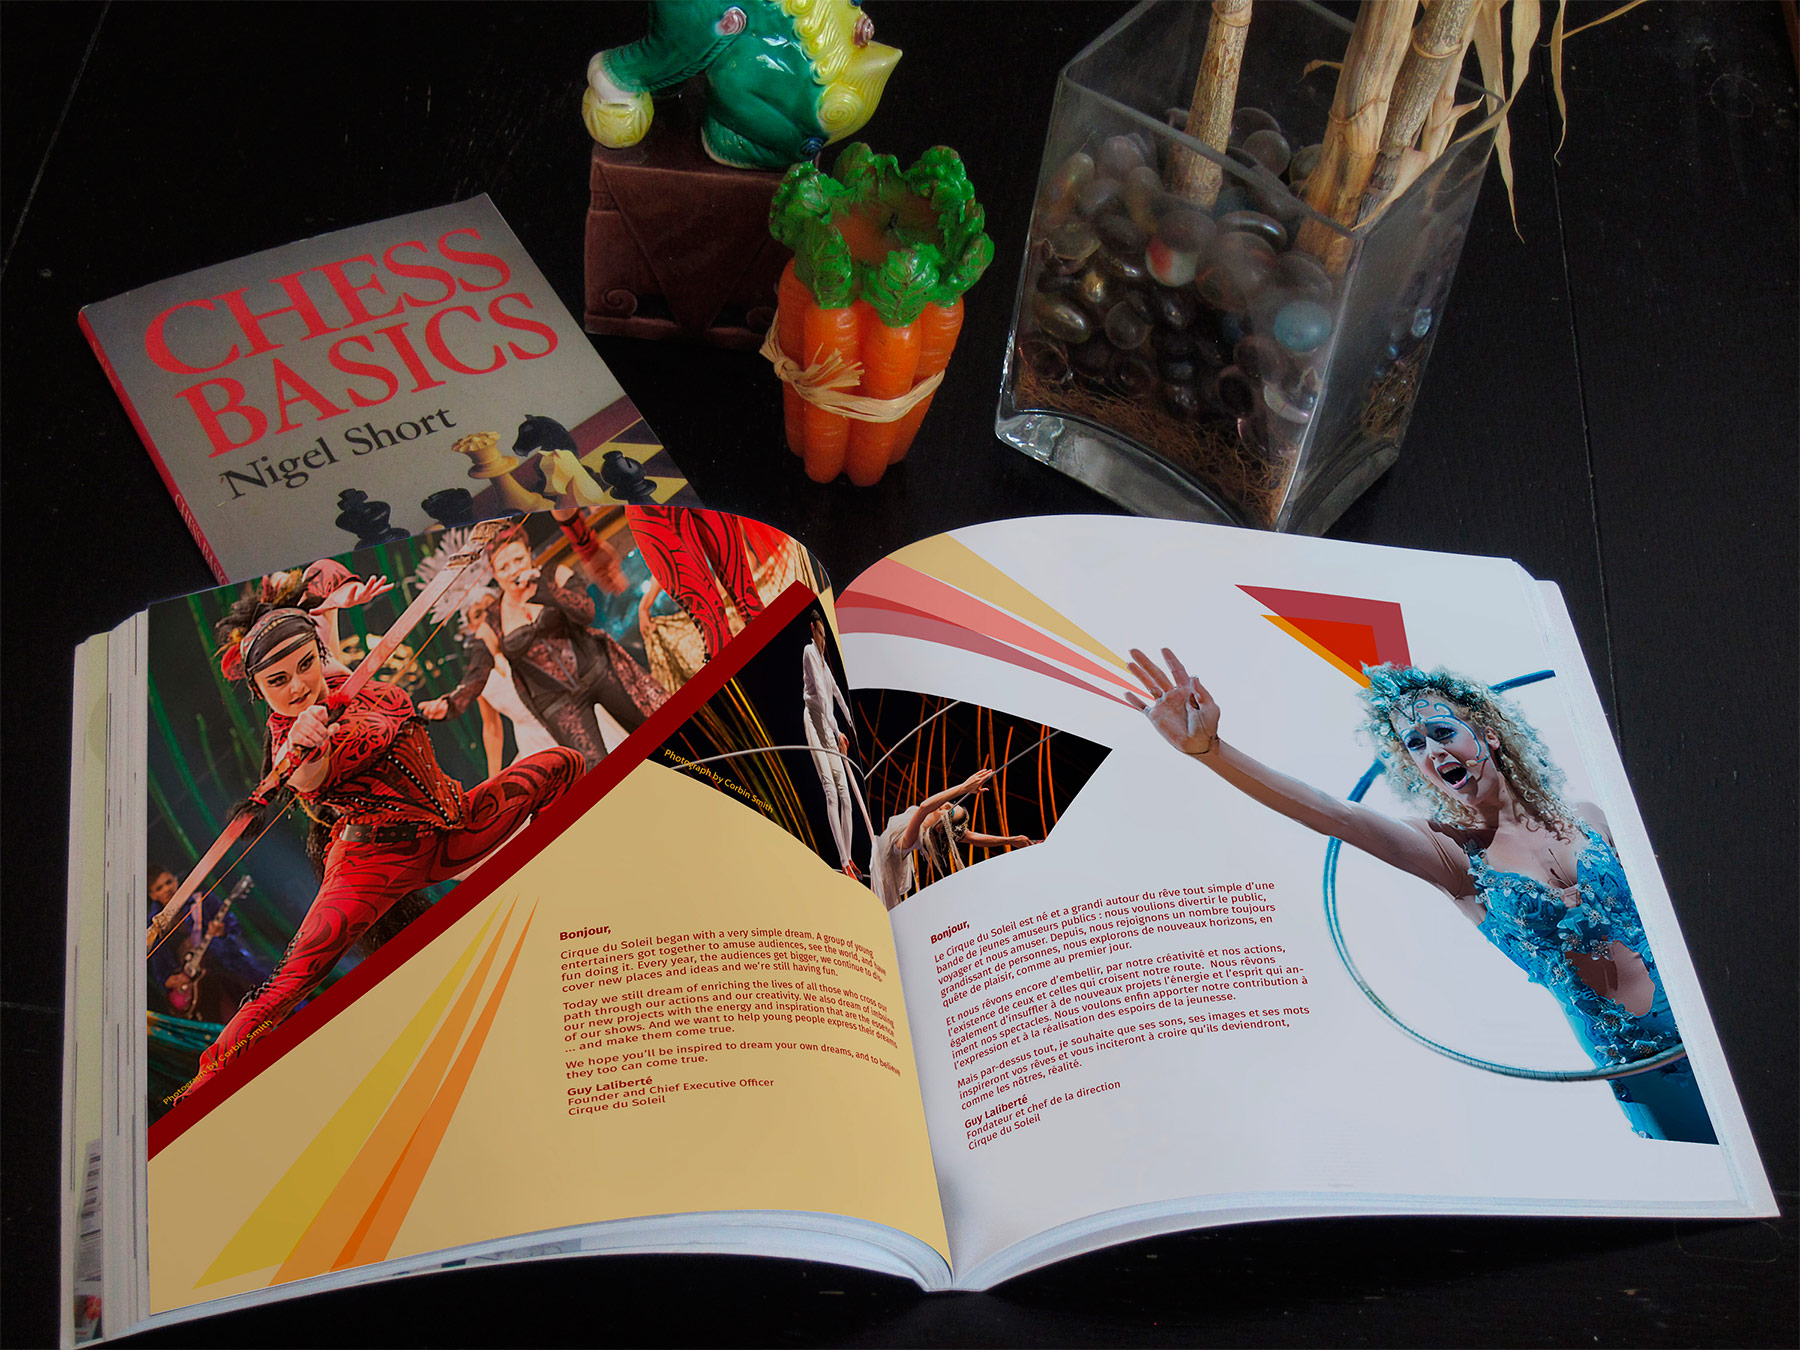 CHESS
BASICS
Nigel Short
CHESS BASICS
Photograph by Corbin Smith
Photograph by Corbin Smith
Bonjour,
Cirque du Soleil began with a very simple dream. A group of young
entertainers got together to amuse audiences, see the world, and have
fun doing it. Every year, the audiences get bigger, we continue to dis-
cover new places and ideas and we're still having fun.
Today we still dream of enriching the lives of all those who cross our
path through our actions and our creativity. We also dream of imbuing
our new projects with the energy and inspiration that are the essence
of our shows. And we want to help young people express their dreams
... and make them come true.
We hope you'll be inspired to dream your own dreams, and to believe
they too can come true.
Guy Laliberté
Founder and Chief Executive Officer
Cirque du Soleil
Bonjour,
Le Cirque du Soleil est né et a grandi autour du rêve tout simple d'une
bande de jeunes amuseurs publics : nous voulions divertir le public,
voyager et nous amuser. Depuis, nous rejoignons un nombre toujours
grandissant de personnes, nous explorons de nouveaux horizons, en
quête de plaisir, comme au premier jour.
Et nous rêvons encore d'embellir, par notre créativité et nos actions,
l'existence de ceux et celles qui croisent notre route. Nous rêvons
également d'insuffler à de nouveaux projets l'énergie et l'esprit qui an-
iment nos spectacles. Nous voulons enfin apporter notre contribution à
l'expression et à la réalisation des espoirs de la jeunesse.
Mais par-dessus tout, je souhaite que ses sons, ses images et ses mots
inspireront vos rêves et vous inciteront à croire qu'ils deviendront,
comme les nôtres, réalité.
Guy Laliberté
Fondateur et chef de la direction
Cirque du Soleil